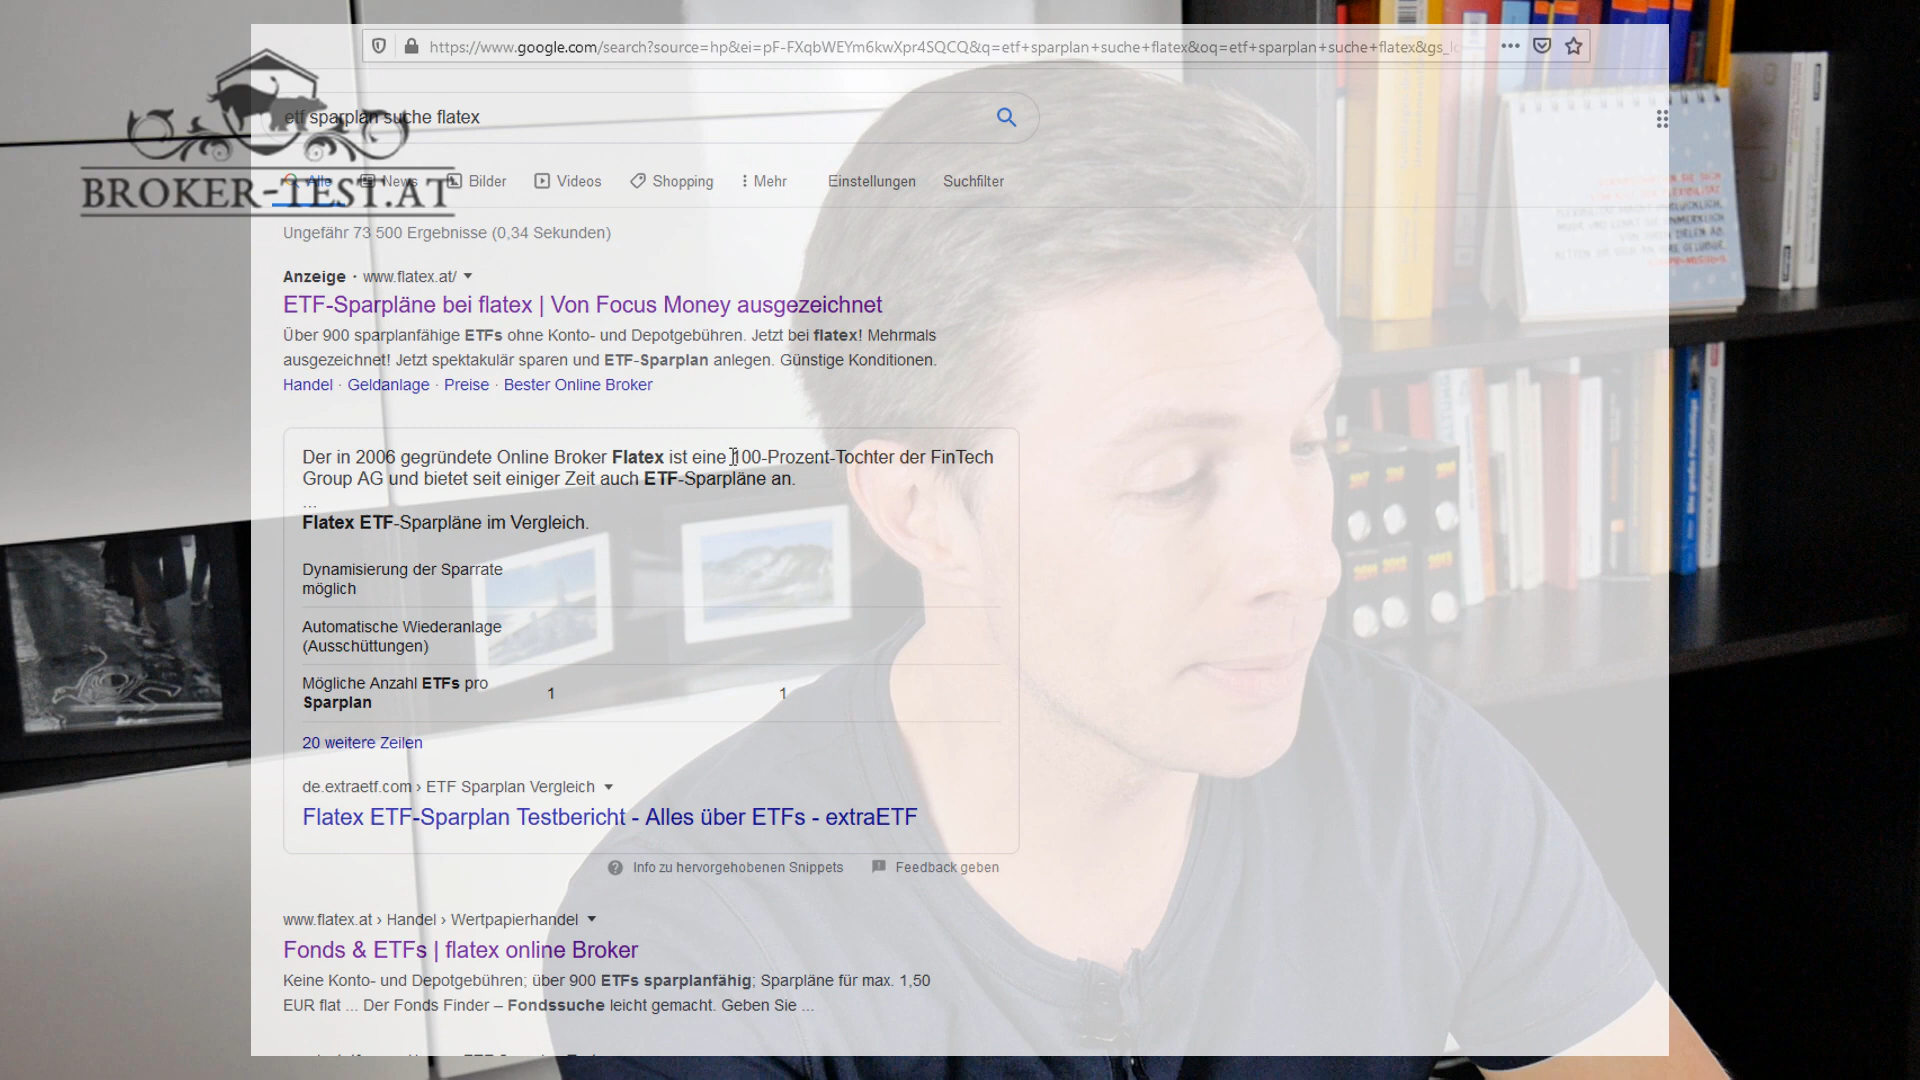 https://www.google.com/search?source=hp&ei=pF-FXqbWEYm6kwXpr4SQCQ&q=etf+sparplan+suche+flatex&oq=etf+sparplan+suche+flatex&gs_lc
etf sparplan suche flatex
BROKER-TEST.AT
Alle News Bilder Videos Shopping Mehr Einstellungen Suchfilter
Ungefähr 73 500 Ergebnisse (0,34 Sekunden)
Anzeige · www.flatex.at/
ETF-Sparpläne bei flatex | Von Focus Money ausgezeichnet
Über 900 sparplanfähige ETFs ohne Konto- und Depotgebühren. Jetzt bei flatex! Mehrmals
ausgezeichnet! Jetzt spektakulär sparen und ETF-Sparplan anlegen. Günstige Konditionen.
Handel · Geldanlage · Preise · Bester Online Broker
Der in 2006 gegründete Online Broker Flatex ist eine 100-Prozent-Tochter der FinTech
Group AG und bietet seit einiger Zeit auch ETF-Sparpläne an.
...
Flatex ETF-Sparpläne im Vergleich.
Dynamisierung der Sparrate
möglich
Automatische Wiederanlage
(Ausschüttungen)
Mögliche Anzahl ETFs pro
Sparplan 1 1
20 weitere Zeilen
de.extraetf.com › ETF Sparplan Vergleich
Flatex ETF-Sparplan Testbericht - Alles über ETFs - extraETF
Info zu hervorgehobenen Snippets Feedback geben
www.flatex.at › Handel › Wertpapierhandel
Fonds & ETFs | flatex online Broker
Keine Konto- und Depotgebühren; über 900 ETFs sparplanfähig; Sparpläne für max. 1,50
EUR flat ... Der Fonds Finder – Fondssuche leicht gemacht. Geben Sie ...